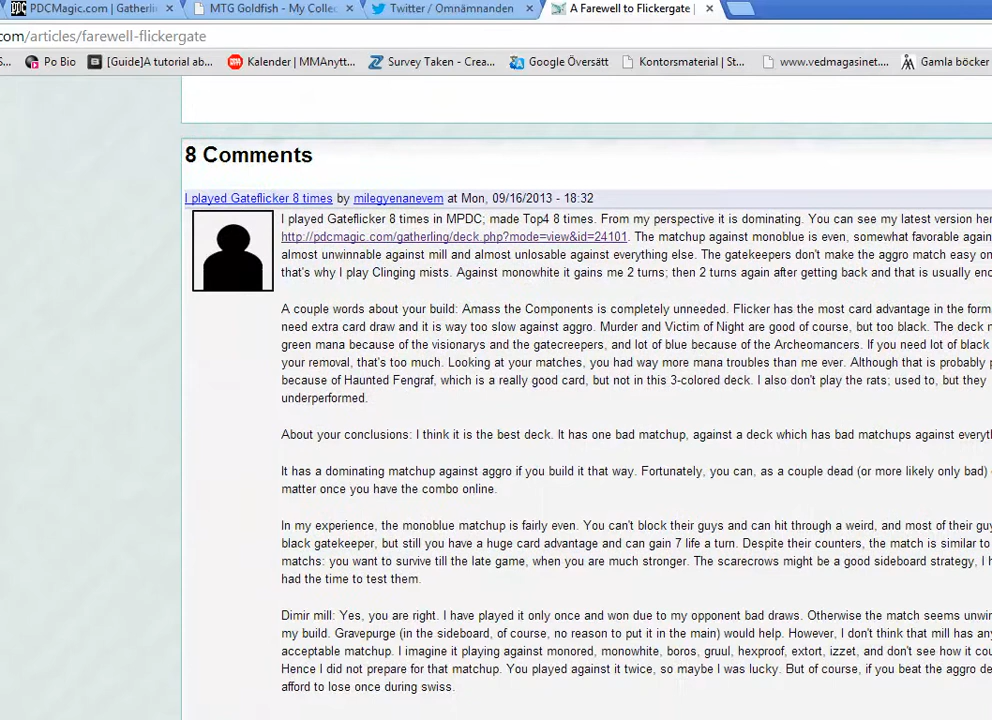 PDCMagic.com | Gatherli
MTG Goldfish - My Collec
Twitter / Omnämnanden
A Farewell to Flickergate |
com/articles/farewell-flickergate
S...
Po Bio
[Guide]A tutorial ab...
Kalender | MMAnytt...
Survey Taken - Crea...
Google Översätt
Kontorsmaterial | St...
www.vedmagasinet....
Gamla böcker
8 Comments
I played Gateflicker 8 times by milegyenanevem at Mon, 09/16/2013 - 18:32
I played Gateflicker 8 times in MPDC; made Top4 8 times. From my perspective it is dominating. You can see my latest version her
http://pdcmagic.com/gatherling/deck.php?mode=view&id=24101. The matchup against monoblue is even, somewhat favorable again
almost unwinnable against mill and almost unlosable against everything else. The gatekeepers don't make the aggro match easy on
that's why I play Clinging mists. Against monowhite it gains me 2 turns; then 2 turns again after getting back and that is usually eno
A couple words about your build: Amass the Components is completely unneeded. Flicker has the most card advantage in the form
need extra card draw and it is way too slow against aggro. Murder and Victim of Night are good of course, but too black. The deck n
green mana because of the visionarys and the gatecreepers, and lot of blue because of the Archeomancers. If you need lot of black
your removal, that's too much. Looking at your matches, you had way more mana troubles than me ever. Although that is probably p
because of Haunted Fengraf, which is a really good card, but not in this 3-colored deck. I also don't play the rats; used to, but they
underperformed.
About your conclusions: I think it is the best deck. It has one bad matchup, against a deck which has bad matchups against everyth
It has a dominating matchup against aggro if you build it that way. Fortunately, you can, as a couple dead (or more likely only bad)
matter once you have the combo online.
In my experience, the monoblue matchup is fairly even. You can't block their guys and can hit through a weird, and most of their guy
black gatekeeper, but still you have a huge card advantage and can gain 7 life a turn. Despite their counters, the match is similar to
matchs: you want to survive till the late game, when you are much stronger. The scarecrows might be a good sideboard strategy, I h
had the time to test them.
Dimir mill: Yes, you are right. I have played it only once and won due to my opponent bad draws. Otherwise the match seems unwin
my build. Gravepurge (in the sideboard, of course, no reason to put it in the main) would help. However, I don't think that mill has any
acceptable matchup. I imagine it playing against monored, monowhite, boros, gruul, hexproof, extort, izzet, and don't see how it cou
Hence I did not prepare for that matchup. You played against it twice, so maybe I was lucky. But of course, if you beat the aggro de
afford to lose once during swiss.